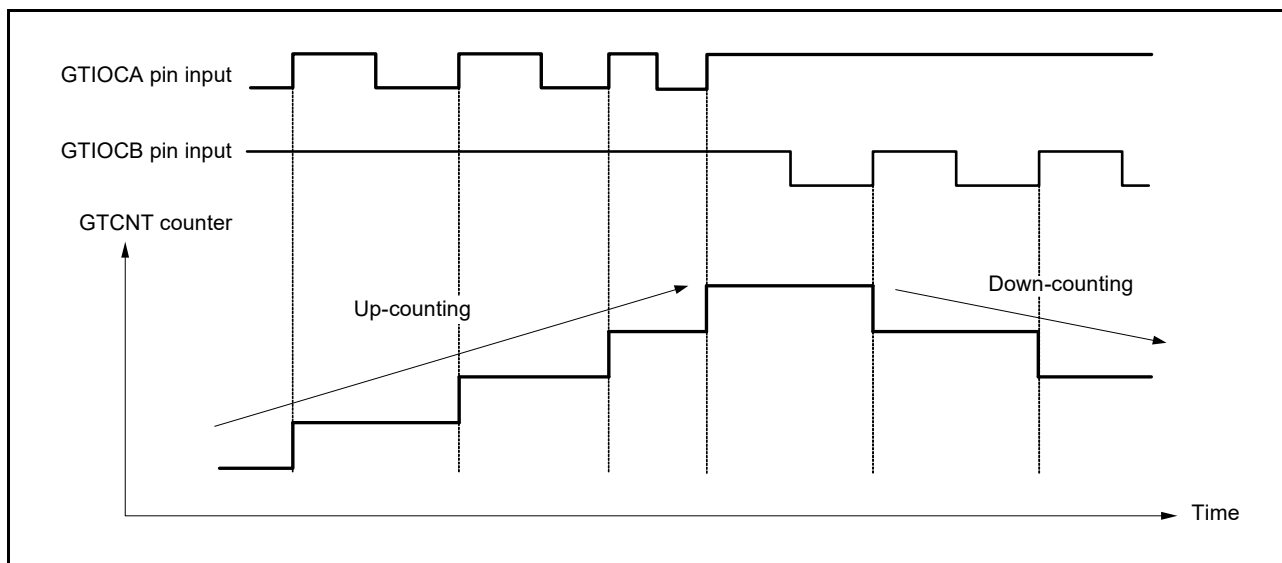 GTIOCA pin input
GTIOCB pin input
GTCNT counter
Up-counting
Down-counting
Time